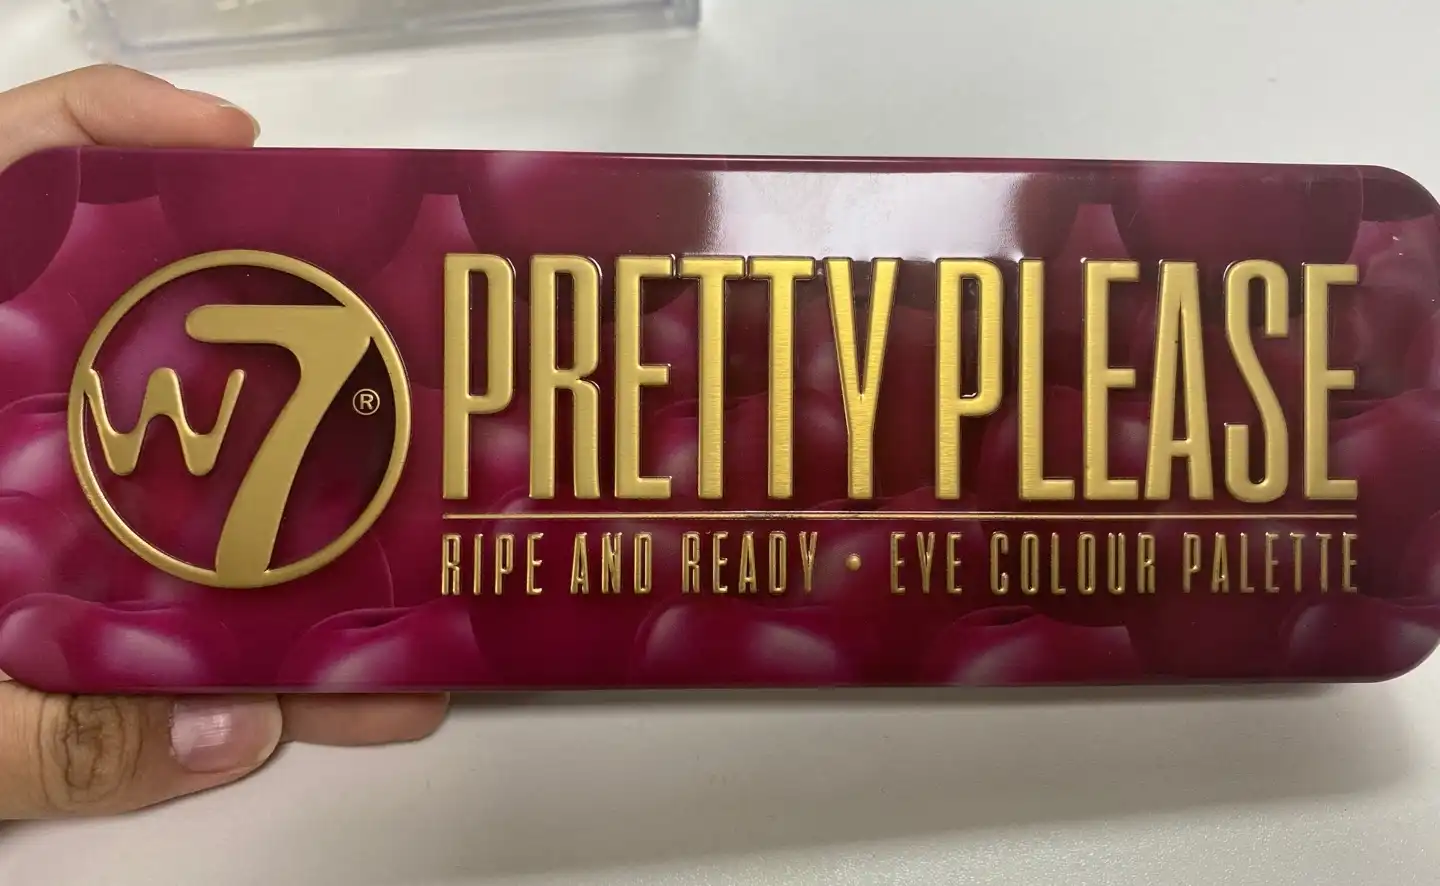 W7®
PRETTY PLEASE
RIPE AND READY • EYE COLOUR PALETTE